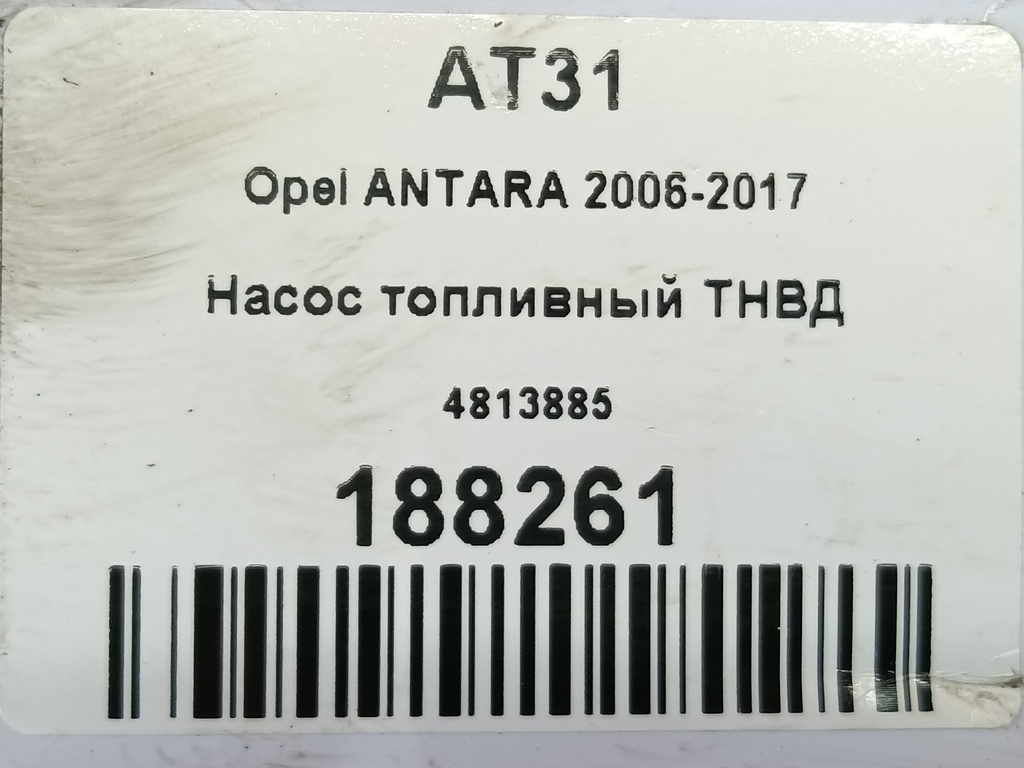 AT31
Opel ANTARA 2006-2017
Насос топливный ТНВД
4813885
188261